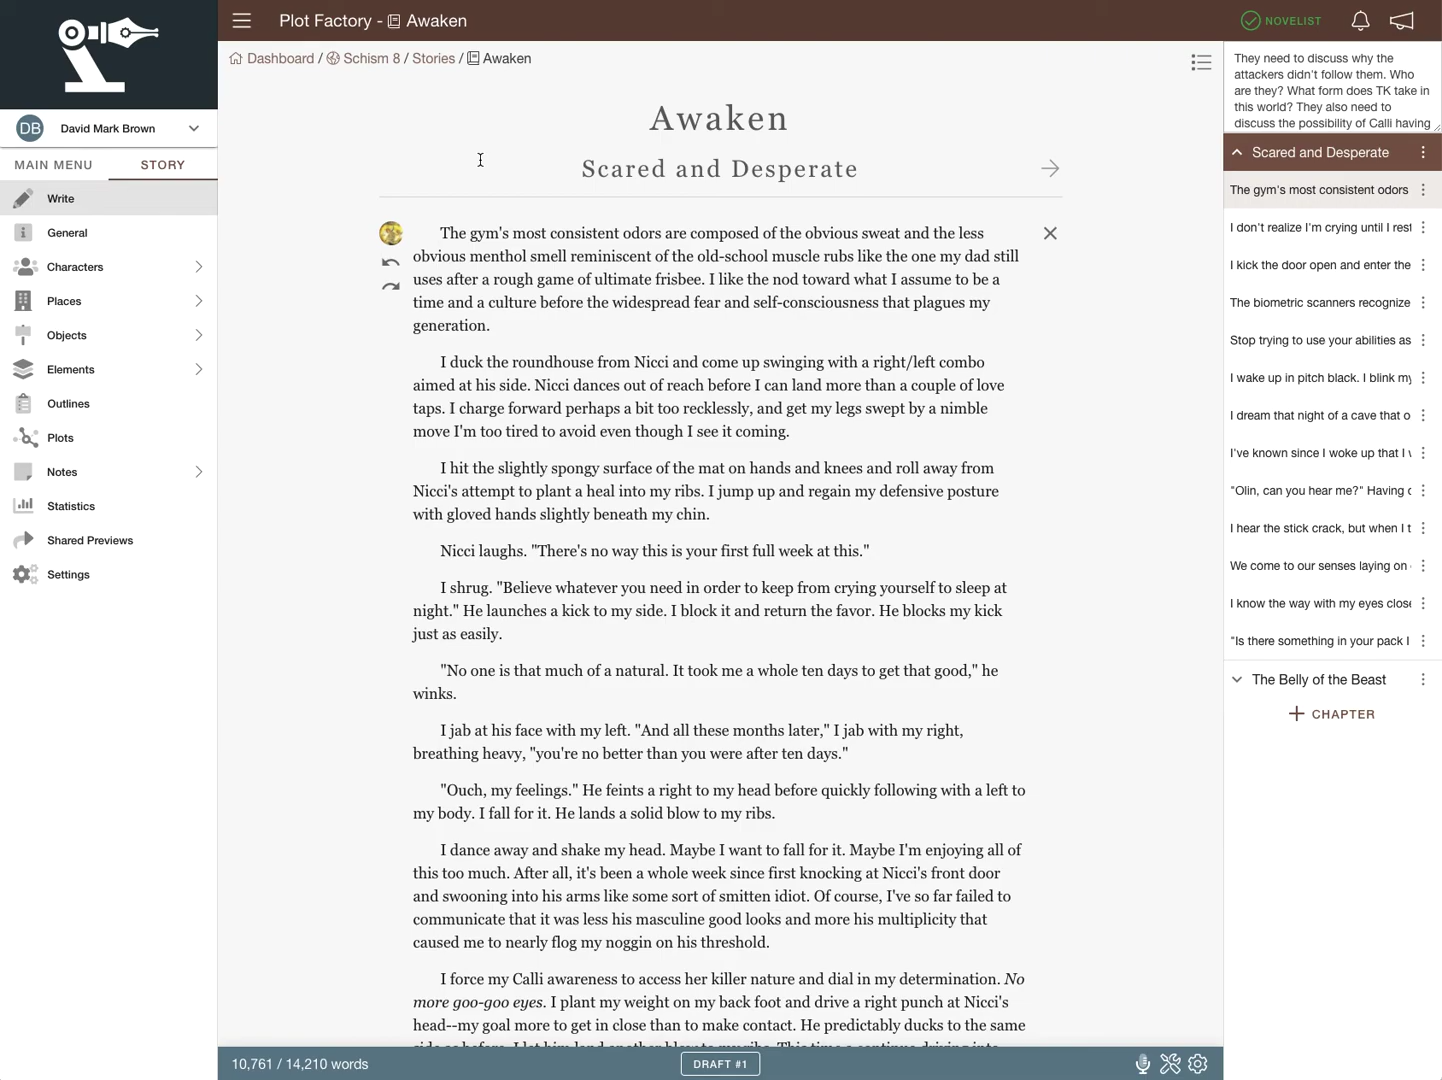 Plot Factory - Awaken
NOVELIST
Dashboard / Schism 8 / Stories / Awaken
DB
David Mark Brown
MAIN MENU
STORY
Write
General
Characters
Places
Objects
Elements
Outlines
Plots
Notes
Statistics
Shared Previews
Settings
Awaken
Scared and Desperate
The gym's most consistent odors are composed of the obvious sweat and the less
obvious menthol smell reminiscent of the old-school muscle rubs like the one my dad still
uses after a rough game of ultimate frisbee. I like the nod toward what I assume to be a
time and a culture before the widespread fear and self-consciousness that plagues my
generation.
I duck the roundhouse from Nicci and come up swinging with a right/left combo
aimed at his side. Nicci dances out of reach before I can land more than a couple of love
taps. I charge forward perhaps a bit too recklessly, and get my legs swept by a nimble
move I'm too tired to avoid even though I see it coming.
I hit the slightly spongy surface of the mat on hands and knees and roll away from
Nicci's attempt to plant a heal into my ribs. I jump up and regain my defensive posture
with gloved hands slightly beneath my chin.
Nicci laughs. "There's no way this is your first full week at this."
I shrug. "Believe whatever you need in order to keep from crying yourself to sleep at
night." He launches a kick to my side. I block it and return the favor. He blocks my kick
just as easily.
"No one is that much of a natural. It took me a whole ten days to get that good," he
winks.
I jab at his face with my left. "And all these months later," I jab with my right,
breathing heavy, "you're no better than you were after ten days."
"Ouch, my feelings." He feints a right to my head before quickly following with a left to
my body. I fall for it. He lands a solid blow to my ribs.
I dance away and shake my head. Maybe I want to fall for it. Maybe I'm enjoying all of
this too much. After all, it's been a whole week since first knocking at Nicci's front door
and swooning into his arms like some sort of smitten idiot. Of course, I've so far failed to
communicate that it was less his masculine good looks and more his multiplicity that
caused me to nearly flog my noggin on his threshold.
I force my Calli awareness to access her killer nature and dial in my determination. No
more goo-goo eyes. I plant my weight on my back foot and drive a right punch at Nicci's
head--my goal more to get in close than to make contact. He predictably ducks to the same
10,761 / 14,210 words
DRAFT #1
They need to discuss why the
attackers didn't follow them. Who
are they? What form does TK take in
this world? They also need to
discuss the possibility of Calli having
Scared and Desperate
The gym's most consistent odors
I don't realize I'm crying until I rest
I kick the door open and enter the
The biometric scanners recognize
Stop trying to use your abilities as
I wake up in pitch black. I blink my
I dream that night of a cave that o
I've known since I woke up that I
"Olin, can you hear me?" Having
I hear the stick crack, but when I t
We come to our senses laying on
I know the way with my eyes close
"Is there something in your pack I
The Belly of the Beast
CHAPTER